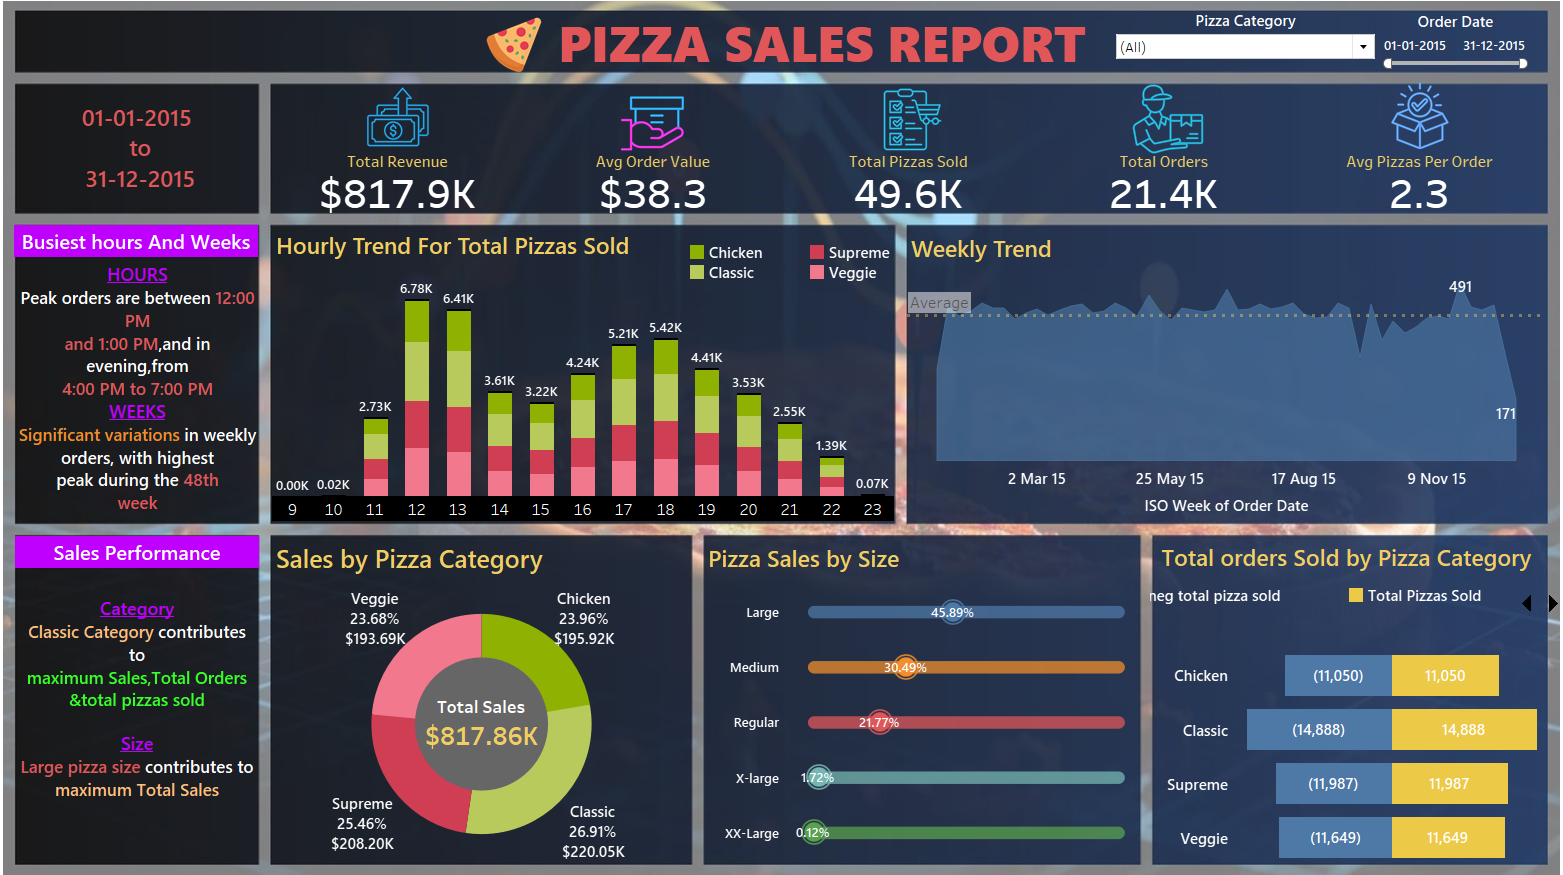 PIZZA SALES REPORT
Pizza Category
(All)
Order Date
01-01-2015 31-12-2015
01-01-2015
to
31-12-2015
Total Revenue
$817.9K
Avg Order Value
$38.3
Total Pizzas Sold
49.6K
Total Orders
21.4K
Avg Pizzas Per Order
2.3
Busiest hours And Weeks
HOURS
Peak orders are between 12:00
PM
and 1:00 PM,and in
evening,from
4:00 PM to 7:00 PM
WEEKS
Significant variations in weekly
orders, with highest
peak during the 48th
week
Hourly Trend For Total Pizzas Sold
Chicken
Supreme
Classic
Veggie
0.00K
0.02K
2.73K
6.78K
6.41K
3.61K
3.22K
4.24K
5.21K
5.42K
4.41K
3.53K
2.55K
1.39K
0.07K
9 10 11 12 13 14 15 16 17 18 19 20 21 22 23
Weekly Trend
Average
491
171
2 Mar 15 25 May 15 17 Aug 15 9 Nov 15
ISO Week of Order Date
Sales Performance
Category
Classic Category contributes
to
maximum Sales,Total Orders
&total pizzas sold
Size
Large pizza size contributes to
maximum Total Sales
Sales by Pizza Category
Veggie
23.68%
$193.69K
Chicken
23.96%
$195.92K
Total Sales
$817.86K
Supreme
25.46%
$208.20K
Classic
26.91%
$220.05K
Pizza Sales by Size
Large 45.89%
Medium 30.49%
Regular 21.77%
X-large 1.72%
XX-Large 0.12%
Total orders Sold by Pizza Category
neg total pizza sold Total Pizzas Sold
Chicken (11,050) 11,050
Classic (14,888) 14,888
Supreme (11,987) 11,987
Veggie (11,649) 11,649